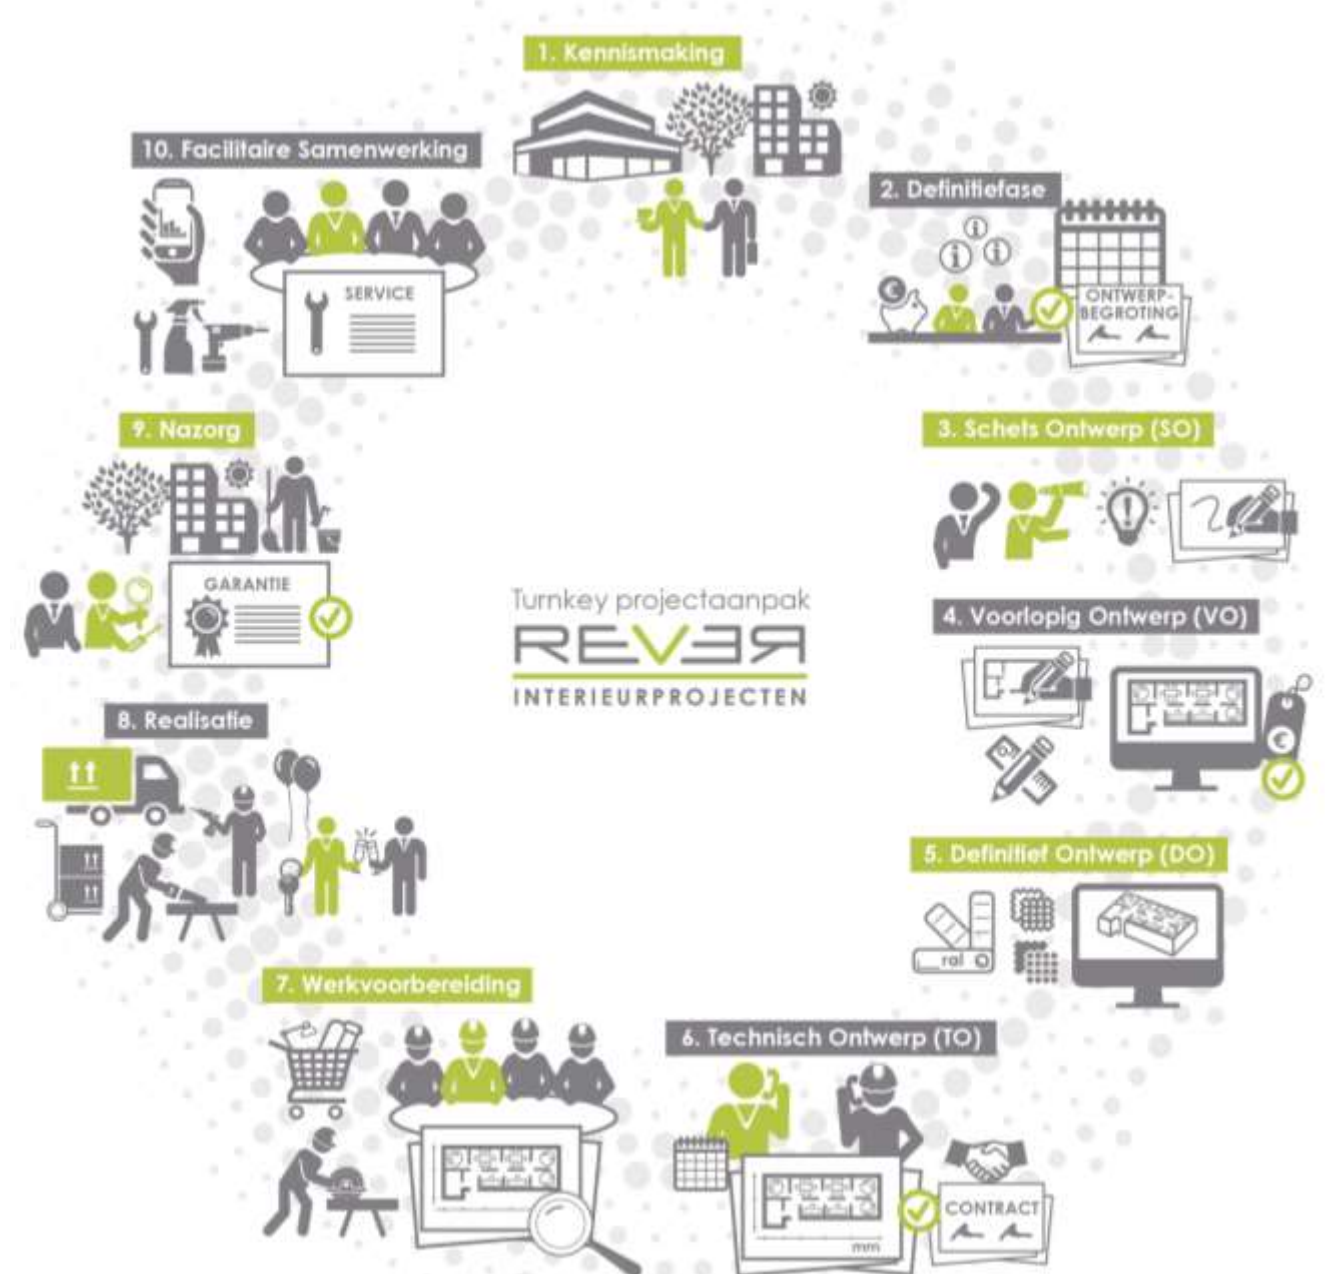 1. Kennismaking
2. Definitiefase
ONTWERP-
BEGROTING
3. Schets Ontwerp (SO)
4. Voorlopig Ontwerp (VO)
€
5. Definitief Ontwerp (DO)
ral
6. Technisch Ontwerp (TO)
mm
CONTRACT
7. Werkvoorbereiding
8. Realisatie
9. Nazorg
GARANTIE
10. Facilitaire Samenwerking
SERVICE
Turnkey projectaanpak
REVER
INTERIEURPROJECTEN